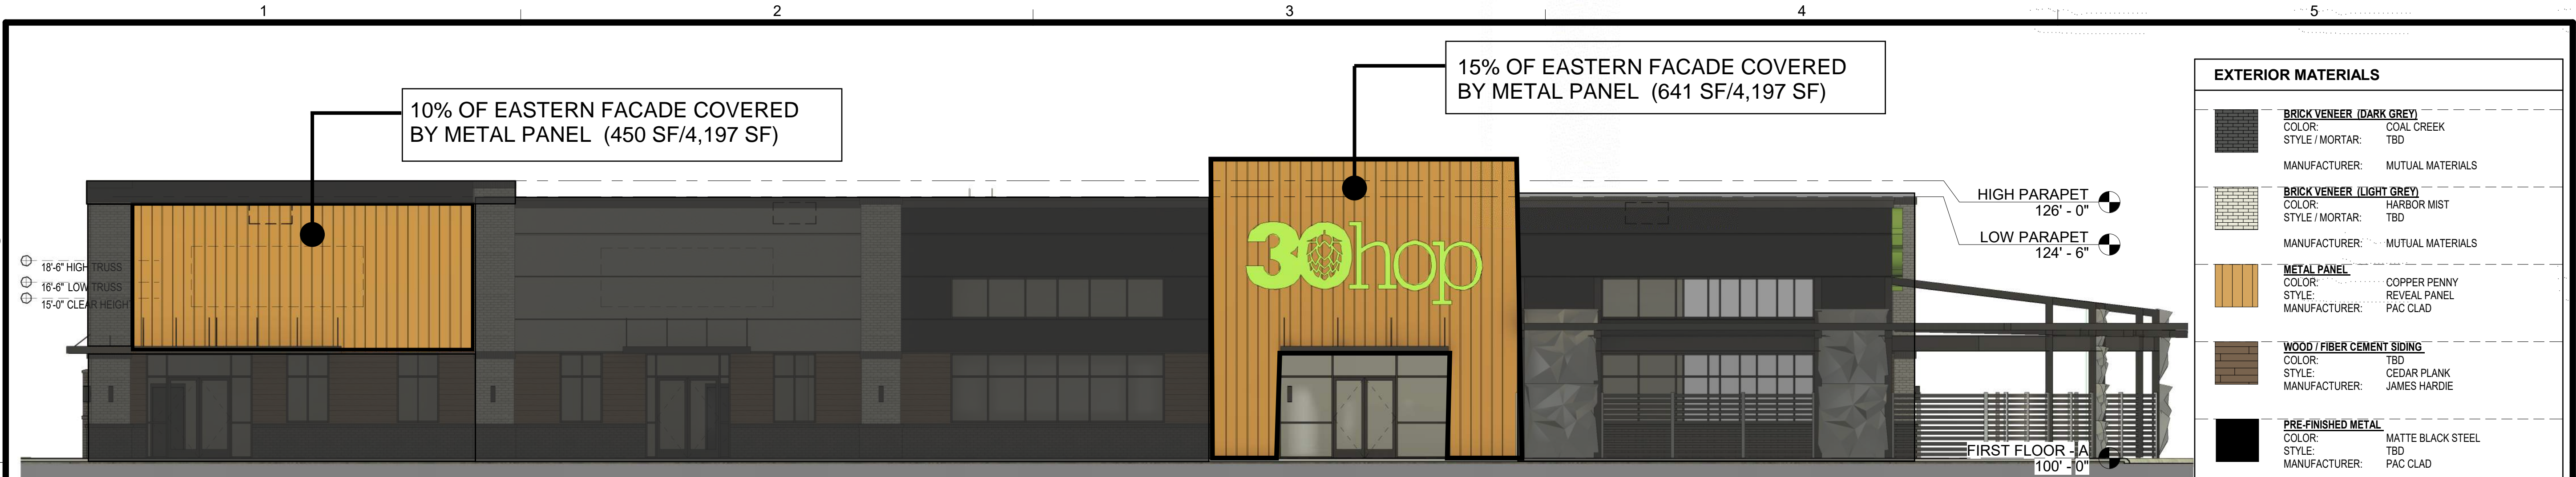 1
2
3
4
5
10% OF EASTERN FACADE COVERED
BY METAL PANEL (450 SF/4,197 SF)
15% OF EASTERN FACADE COVERED
BY METAL PANEL (641 SF/4,197 SF)
18'-6" HIGH TRUSS
16'-6" LOW TRUSS
15'-0" CLEAR HEIGHT
30hop
HIGH PARAPET
126' - 0"
LOW PARAPET
124' - 6"
FIRST FLOOR - A
100' - 0"
EXTERIOR MATERIALS
BRICK VENEER (DARK GREY)
COLOR: COAL CREEK
STYLE / MORTAR: TBD
MANUFACTURER: MUTUAL MATERIALS
BRICK VENEER (LIGHT GREY)
COLOR: HARBOR MIST
STYLE / MORTAR: TBD
MANUFACTURER: MUTUAL MATERIALS
METAL PANEL
COLOR: COPPER PENNY
STYLE: REVEAL PANEL
MANUFACTURER: PAC CLAD
WOOD / FIBER CEMENT SIDING
COLOR: TBD
STYLE: CEDAR PLANK
MANUFACTURER: JAMES HARDIE
PRE-FINISHED METAL
COLOR: MATTE BLACK STEEL
STYLE: TBD
MANUFACTURER: PAC CLAD